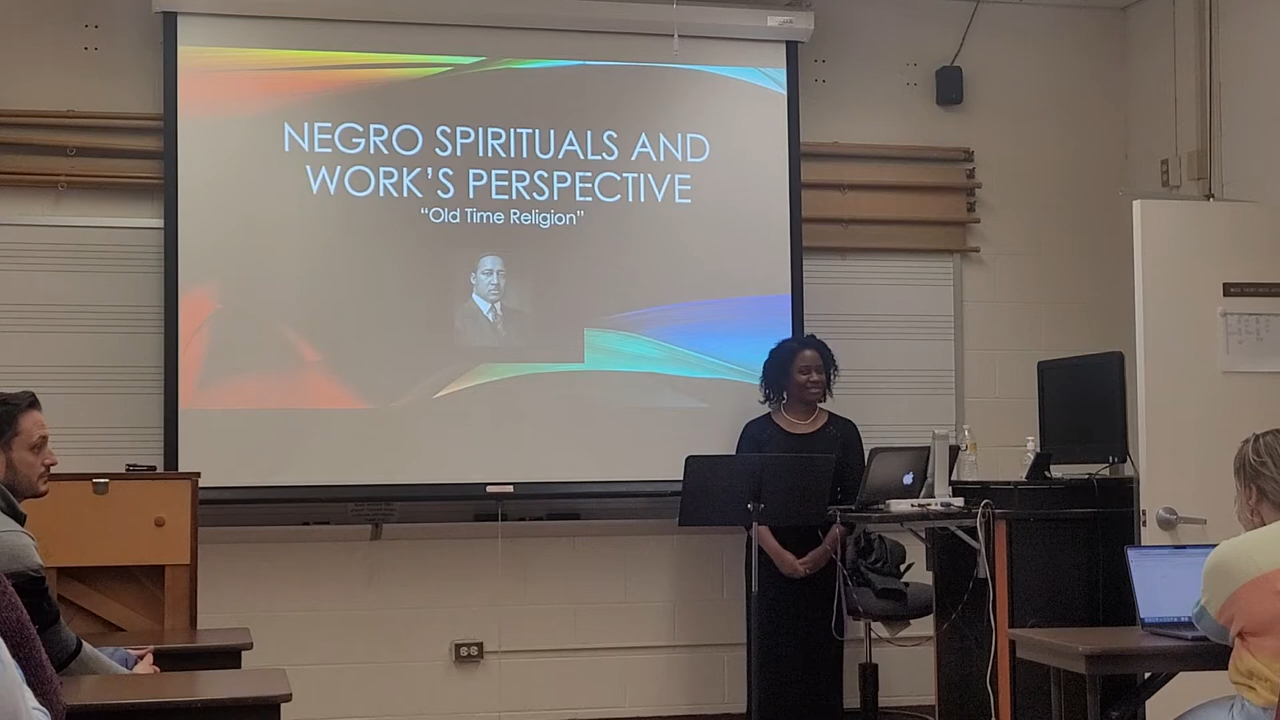 NEGRO SPIRITUALS AND
WORK'S PERSPECTIVE
“Old Time Religion”